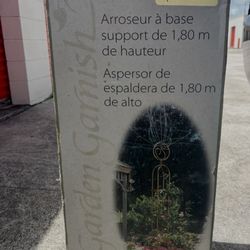 Garden Garnish
Arroseur à base
support de 1,80 m
de hauteur
Aspersor de
espaldera de 1,80 m
de alto